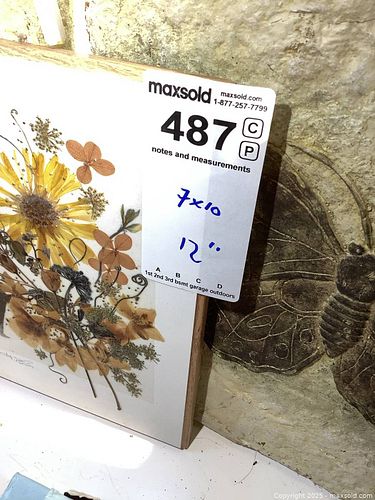 maxsold maxsold.com
1-877-257-7799
487 C
P
notes and measurements
7x10
12"
A B C D
1st 2nd 3rd bsmt garage outdoors
Copyright 2025 - maxsold.com